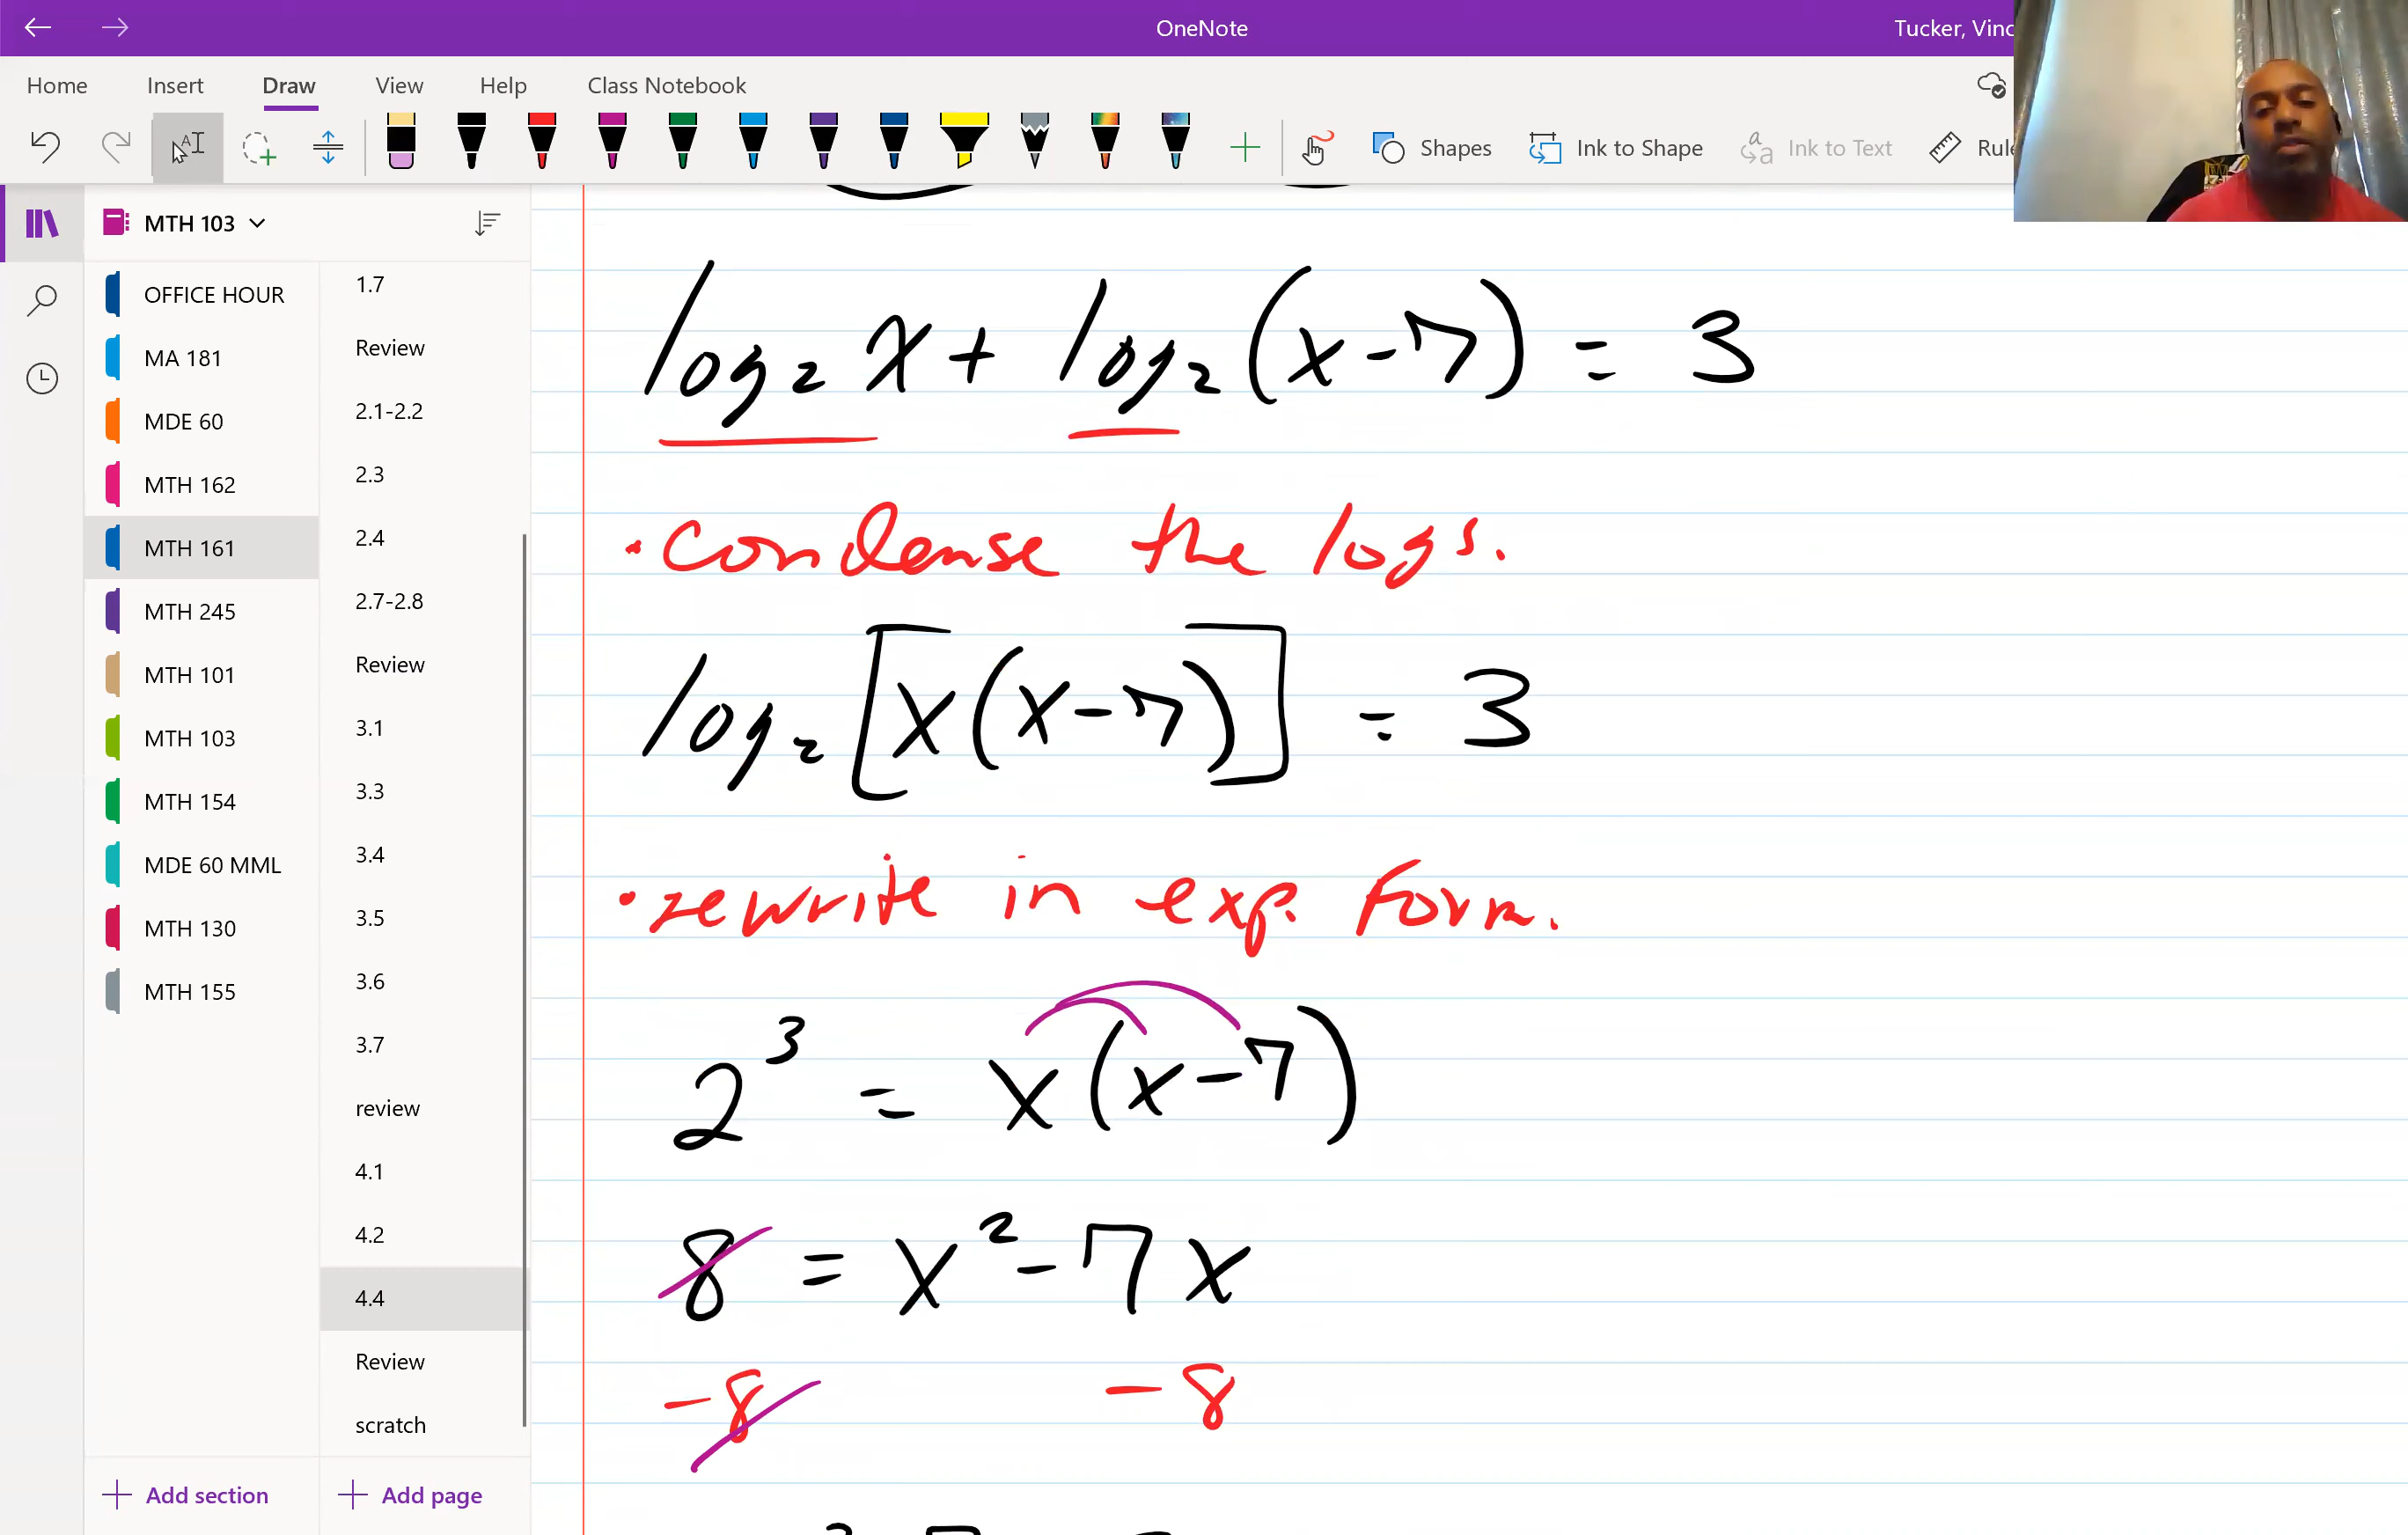 OneNote
Tucker, Vinc
Home Insert Draw View Help Class Notebook
Shapes Ink to Shape Ink to Text Rule
MTH 103
OFFICE HOUR
MA 181
MDE 60
MTH 162
MTH 161
MTH 245
MTH 101
MTH 103
MTH 154
MDE 60 MML
MTH 130
MTH 155
Add section
1.7
Review
2.1-2.2
2.3
2.4
2.7-2.8
Review
3.1
3.3
3.4
3.5
3.6
3.7
review
4.1
4.2
4.4
Review
scratch
Add page
log₂ x + log₂ (x - 7) = 3
• condense the logs.
log₂ [x(x - 7)] = 3
• rewrite in exp. form.
2³ = x(x - 7)
8 = x² - 7x
-8 -8